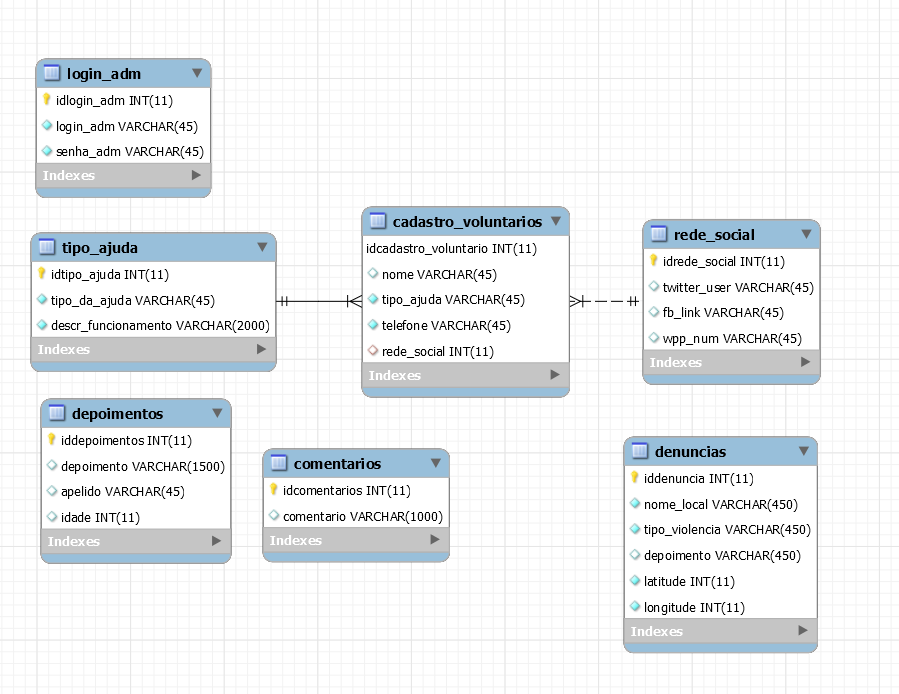 login_adm
idlogin_adm INT(11)
login_adm VARCHAR(45)
senha_adm VARCHAR(45)
Indexes
tipo_ajuda
idtipo_ajuda INT(11)
tipo_da_ajuda VARCHAR(45)
descr_funcionamento VARCHAR(2000)
Indexes
cadastro_voluntarios
idcadastro_voluntario INT(11)
nome VARCHAR(45)
tipo_ajuda VARCHAR(45)
telefone VARCHAR(45)
rede_social INT(11)
Indexes
rede_social
idrede_social INT(11)
twitter_user VARCHAR(45)
fb_link VARCHAR(45)
wpp_num VARCHAR(45)
Indexes
depoimentos
iddepoimentos INT(11)
depoimento VARCHAR(1500)
apelido VARCHAR(45)
idade INT(11)
Indexes
comentarios
idcomentarios INT(11)
comentario VARCHAR(1000)
Indexes
denuncias
iddenuncia INT(11)
nome_local VARCHAR(450)
tipo_violencia VARCHAR(450)
depoimento VARCHAR(450)
latitude INT(11)
longitude INT(11)
Indexes